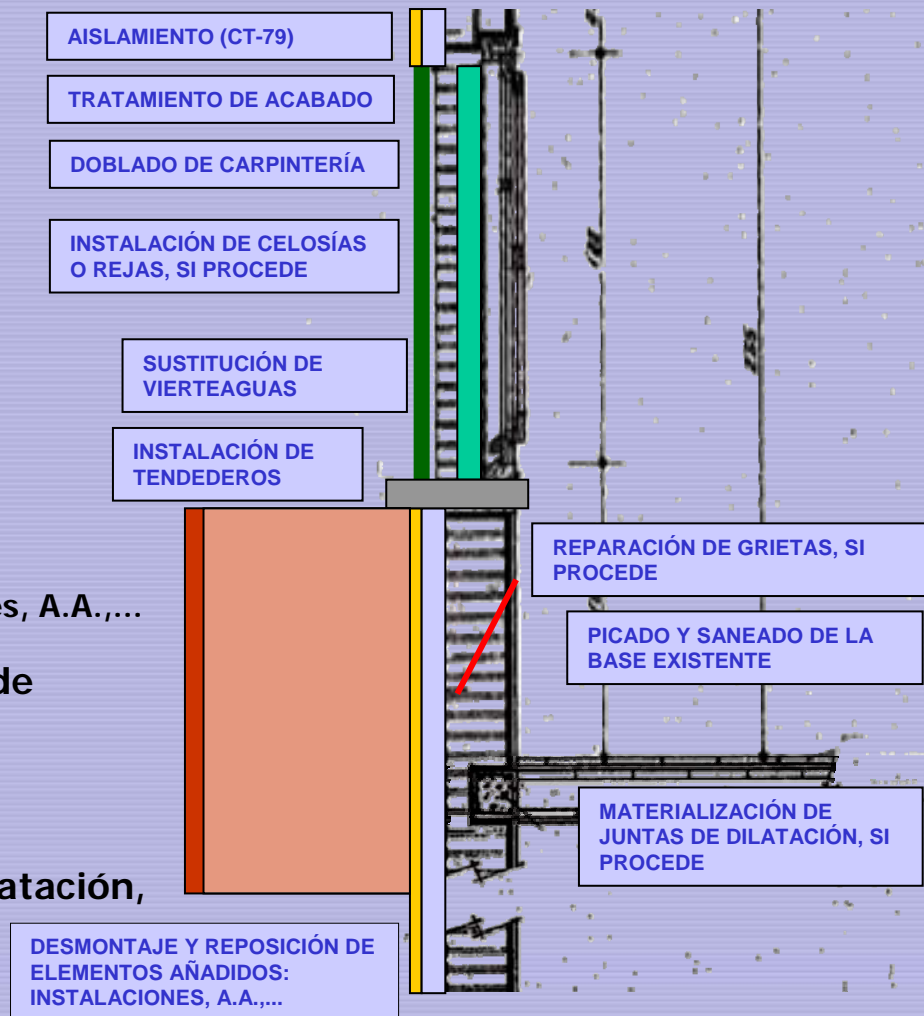 AISLAMIENTO (CT-79)
TRATAMIENTO DE ACABADO
DOBLADO DE CARPINTERÍA
INSTALACIÓN DE CELOSÍAS
O REJAS, SI PROCEDE
SUSTITUCIÓN DE
VIERTEAGUAS
INSTALACIÓN DE
TENDEDEROS
REPARACIÓN DE GRIETAS, SI
PROCEDE
es, A.A.,...
PICADO Y SANEADO DE LA
BASE EXISTENTE
de
MATERIALIZACIÓN DE
JUNTAS DE DILATACIÓN, SI
PROCEDE
atación,
DESMONTAJE Y REPOSICIÓN DE
ELEMENTOS AÑADIDOS:
INSTALACIONES, A.A.,...